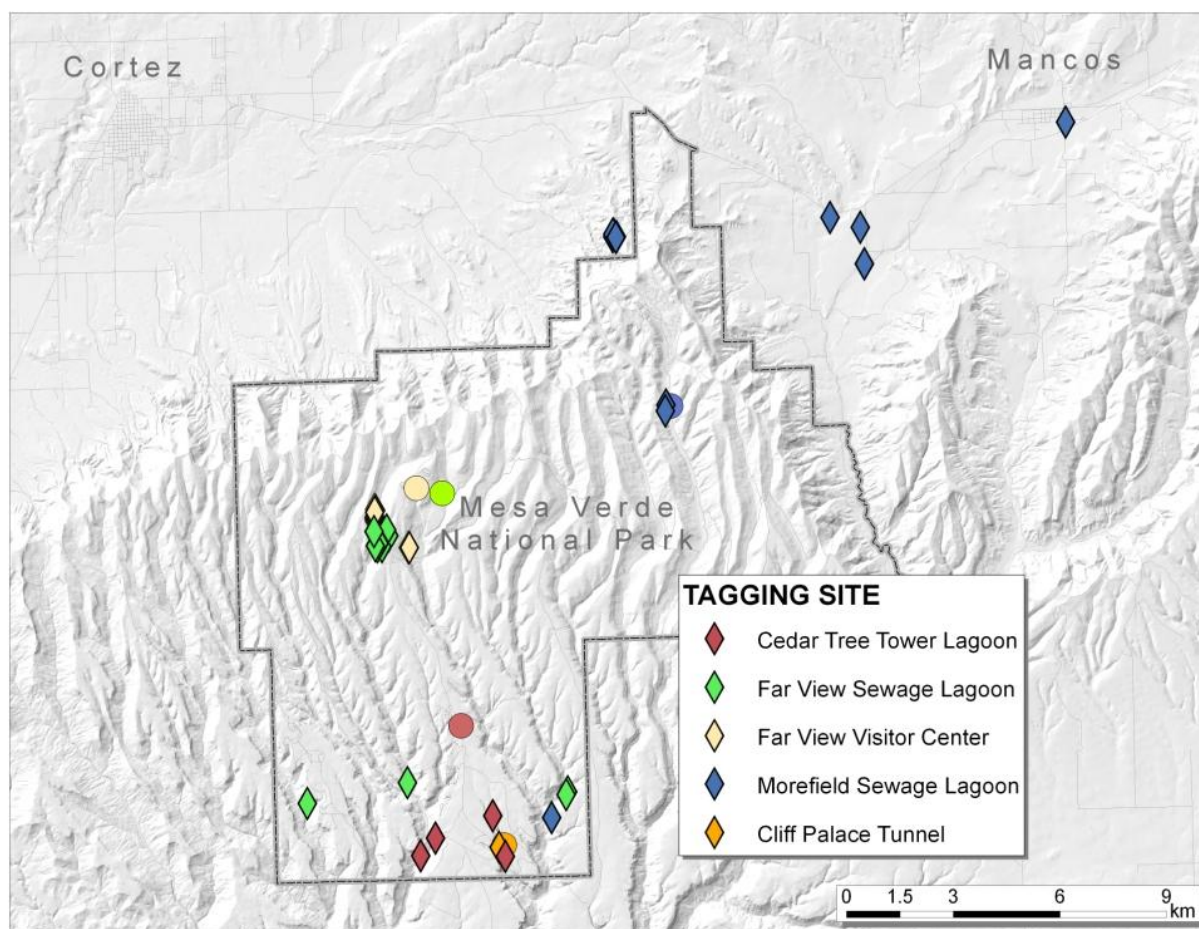 Cortez
Mancos
Mesa Verde
National Park
TAGGING SITE
Cedar Tree Tower Lagoon
Far View Sewage Lagoon
Far View Visitor Center
Morefield Sewage Lagoon
Cliff Palace Tunnel
0 1.5 3 6 9
km